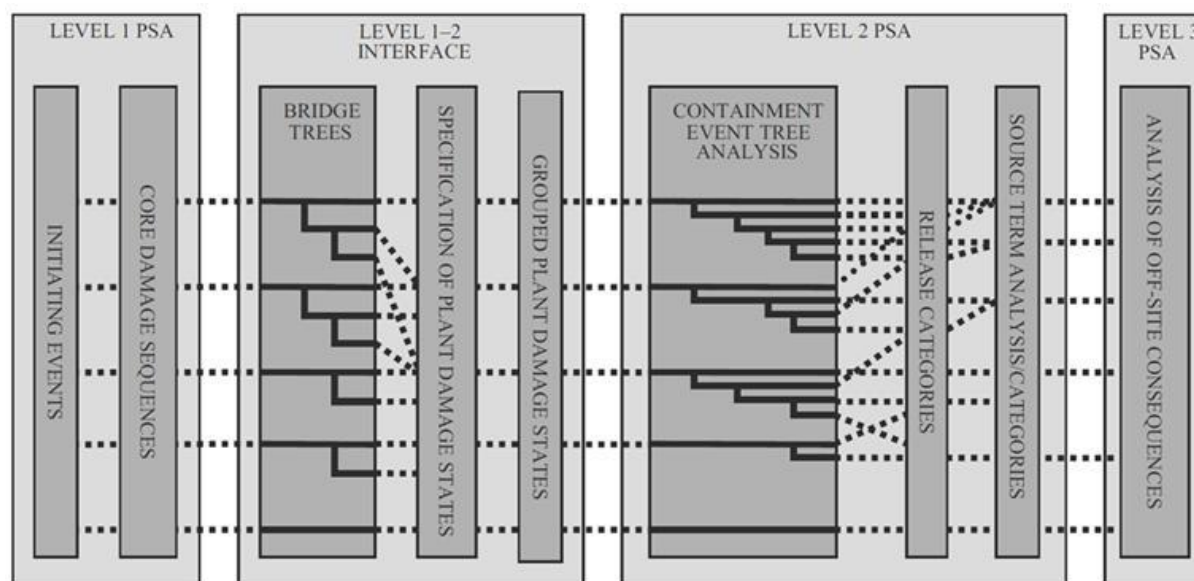 LEVEL 1 PSA
INITIATING EVENTS
CORE DAMAGE SEQUENCES
LEVEL 1–2
INTERFACE
BRIDGE
TREES
SPECIFICATION OF PLANT DAMAGE STATES
GROUPED PLANT DAMAGE STATES
LEVEL 2 PSA
CONTAINMENT
EVENT TREE
ANALYSIS
RELEASE CATEGORIES
SOURCE TERM ANALYSIS/CATEGORIES
LEVEL 3
PSA
ANALYSIS OF OFF-SITE CONSEQUENCES